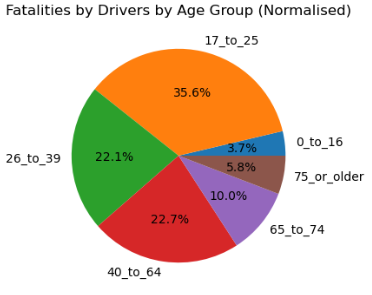 Fatalities by Drivers by Age Group (Normalised)
17_to_25
35.6%
0_to_16
3.7%
26_to_39
22.1%
75_or_older
5.8%
10.0%
65_to_74
22.7%
40_to_64